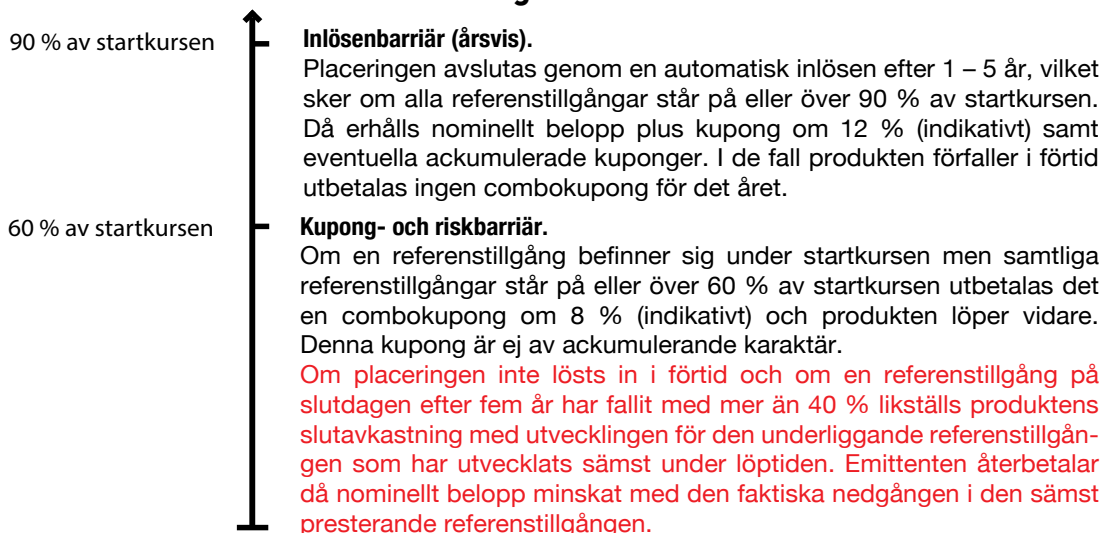 90 % av startkursen
Inlösenbarriär (årsvis).
Placeringen avslutas genom en automatisk inlösen efter 1 – 5 år, vilket
sker om alla referenstillgångar står på eller över 90 % av startkursen.
Då erhålls nominellt belopp plus kupong om 12 % (indikativt) samt
eventuella ackumulerade kuponger. I de fall produkten förfaller i förtid
utbetalas ingen combokupong för det året.
60 % av startkursen
Kupong- och riskbarriär.
Om en referenstillgång befinner sig under startkursen men samtliga
referenstillgångar står på eller över 60 % av startkursen utbetalas det
en combokupong om 8 % (indikativt) och produkten löper vidare.
Denna kupong är ej av ackumulerande karaktär.
Om placeringen inte lösts in i förtid och om en referenstillgång på
slutdagen efter fem år har fallit med mer än 40 % likställs produktens
slutavkastning med utvecklingen för den underliggande referenstillgån-
gen som har utvecklats sämst under löptiden. Emittenten återbetalar
då nominellt belopp minskat med den faktiska nedgången i den sämst
presterande referenstillgången.